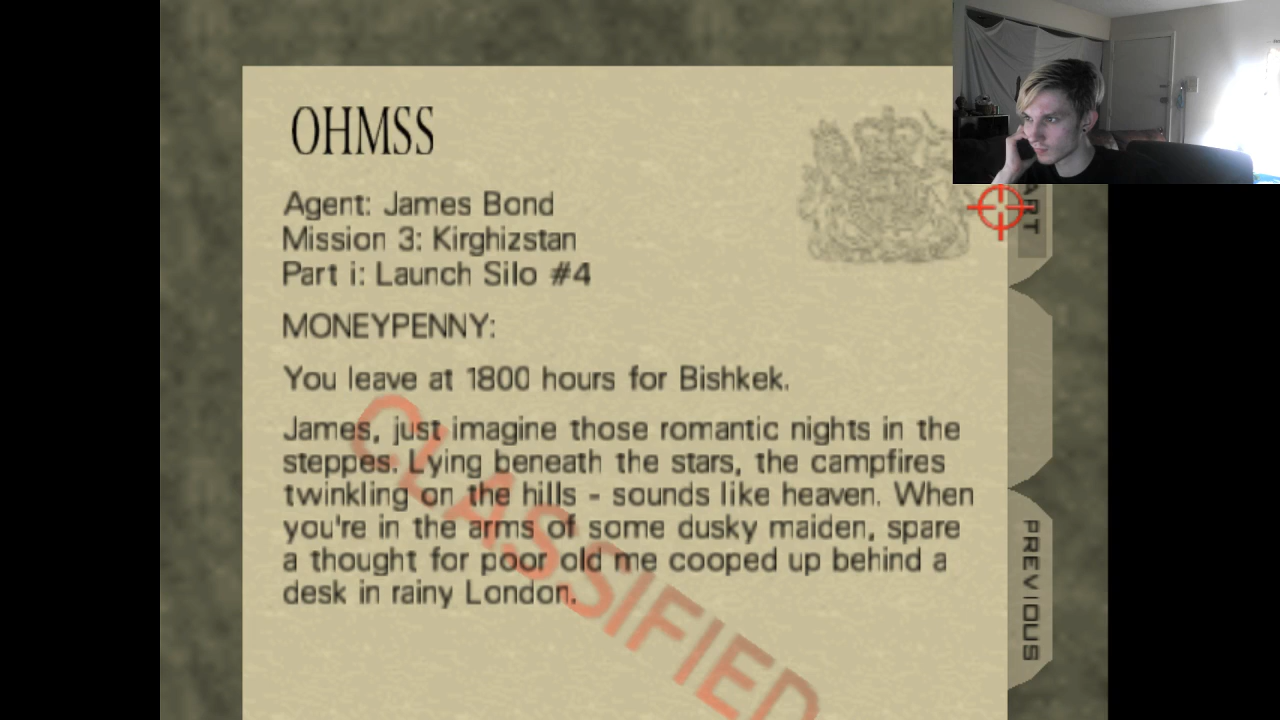 OHMSS
Agent: James Bond
Mission 3: Kirghizstan
Part i: Launch Silo #4
MONEYPENNY:
You leave at 1800 hours for Bishkek.
James, just imagine those romantic nights in the
steppes. Lying beneath the stars, the campfires
twinkling on the hills - sounds like heaven. When
you're in the arms of some dusky maiden, spare
a thought for poor old me cooped up behind a
desk in rainy London.
CLASSIFIED
ART
PREVIOUS